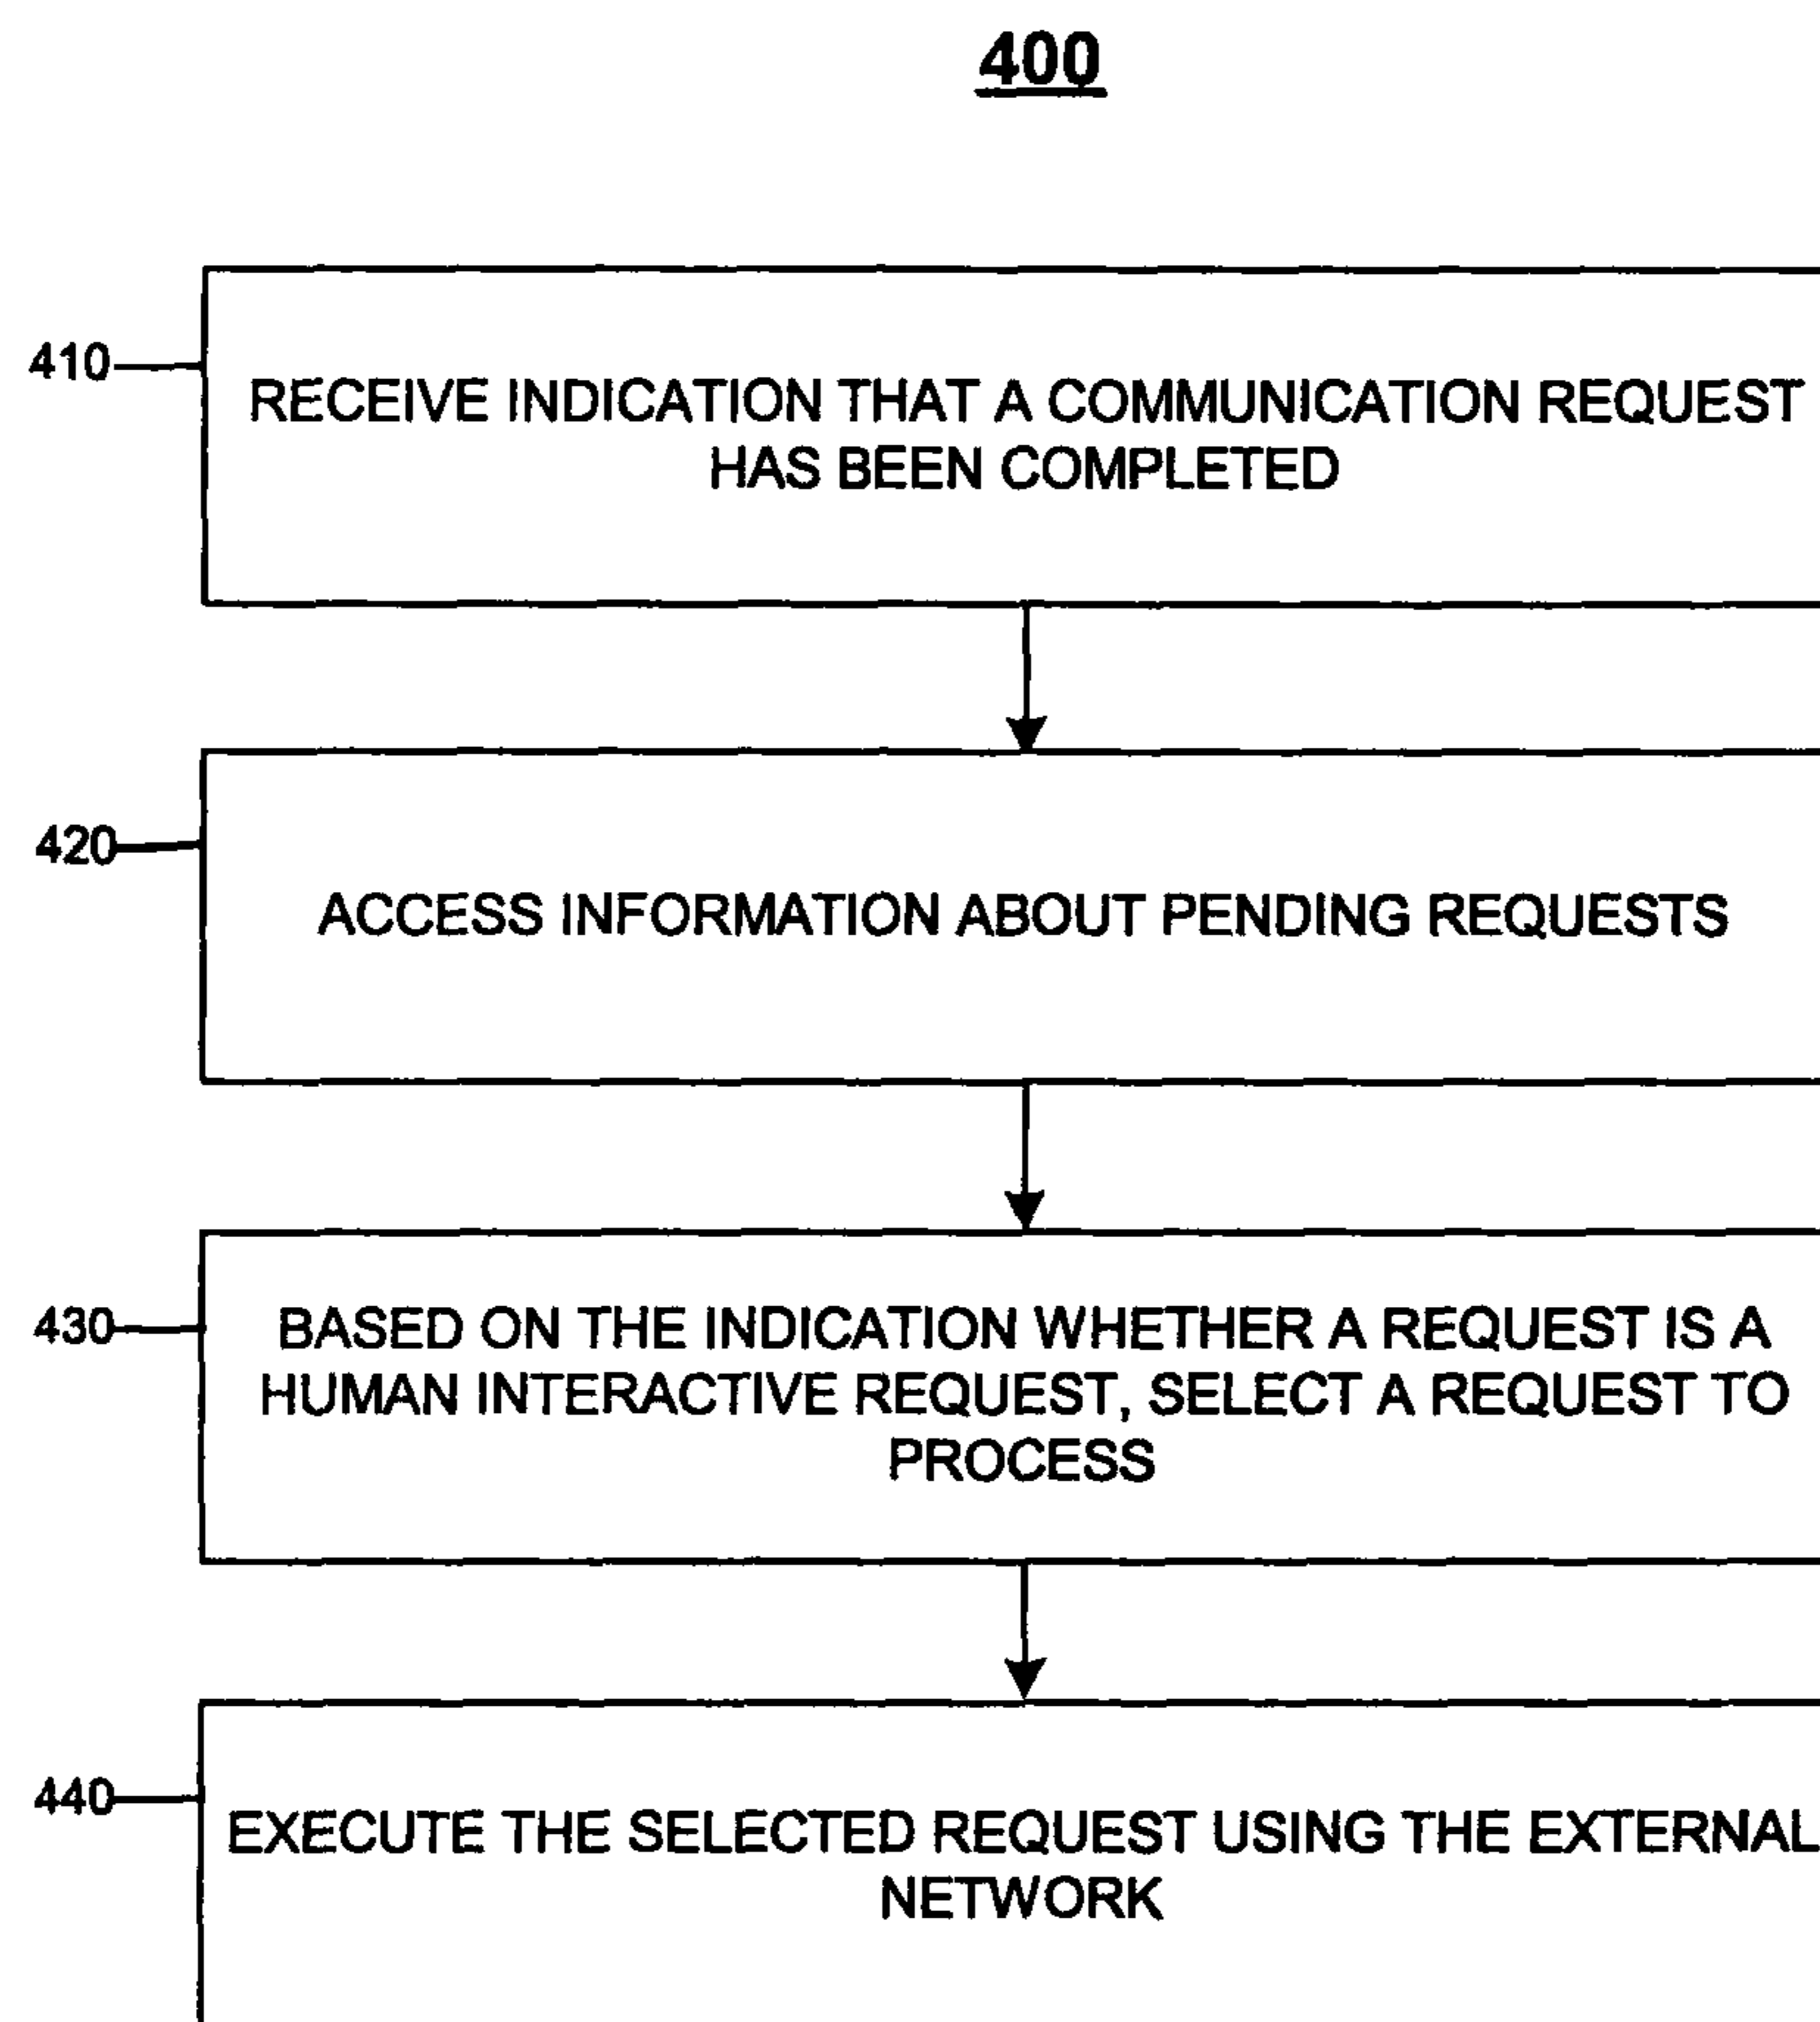 400
410
RECEIVE INDICATION THAT A COMMUNICATION REQUEST
HAS BEEN COMPLETED
420
ACCESS INFORMATION ABOUT PENDING REQUESTS
430
BASED ON THE INDICATION WHETHER A REQUEST IS A
HUMAN INTERACTIVE REQUEST, SELECT A REQUEST TO
PROCESS
440
EXECUTE THE SELECTED REQUEST USING THE EXTERNAL
NETWORK